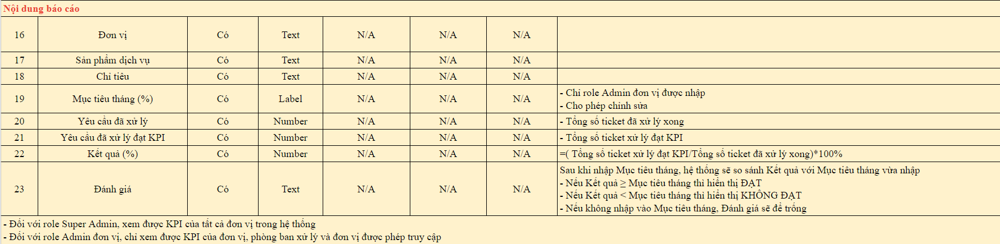 Nội dung báo cáo
16 Đơn vị Có Text N/A N/A N/A
17 Sản phẩm dịch vụ Có Text N/A N/A N/A
18 Chỉ tiêu Có Text N/A N/A N/A
19 Mục tiêu tháng (%) Có Label N/A N/A N/A - Chỉ role Admin đơn vị được nhập
- Cho phép chỉnh sửa
20 Yêu cầu đã xử lý Có Number N/A N/A N/A - Tổng số ticket đã xử lý xong
21 Yêu cầu đã xử lý đạt KPI Có Number N/A N/A N/A - Tổng số ticket xử lý đạt KPI
22 Kết quả (%) Có Number N/A N/A N/A =( Tổng số ticket xử lý đạt KPI/Tổng số ticket đã xử lý xong)*100%
23 Đánh giá Có Text N/A N/A N/A Sau khi nhập Mục tiêu tháng, hệ thống sẽ so sánh Kết quả với Mục tiêu tháng vừa nhập
- Nếu Kết quả ≥ Mục tiêu tháng thì hiển thị ĐẠT
- Nếu Kết quả < Mục tiêu tháng thì hiển thị KHÔNG ĐẠT
- Nếu không nhập vào Mục tiêu tháng, Đánh giá sẽ để trống
- Đối với role Super Admin, xem được KPI của tất cả đơn vị trong hệ thống
- Đối với role Admin đơn vị, chỉ xem được KPI của đơn vị, phòng ban xử lý và đơn vị được phép truy cập